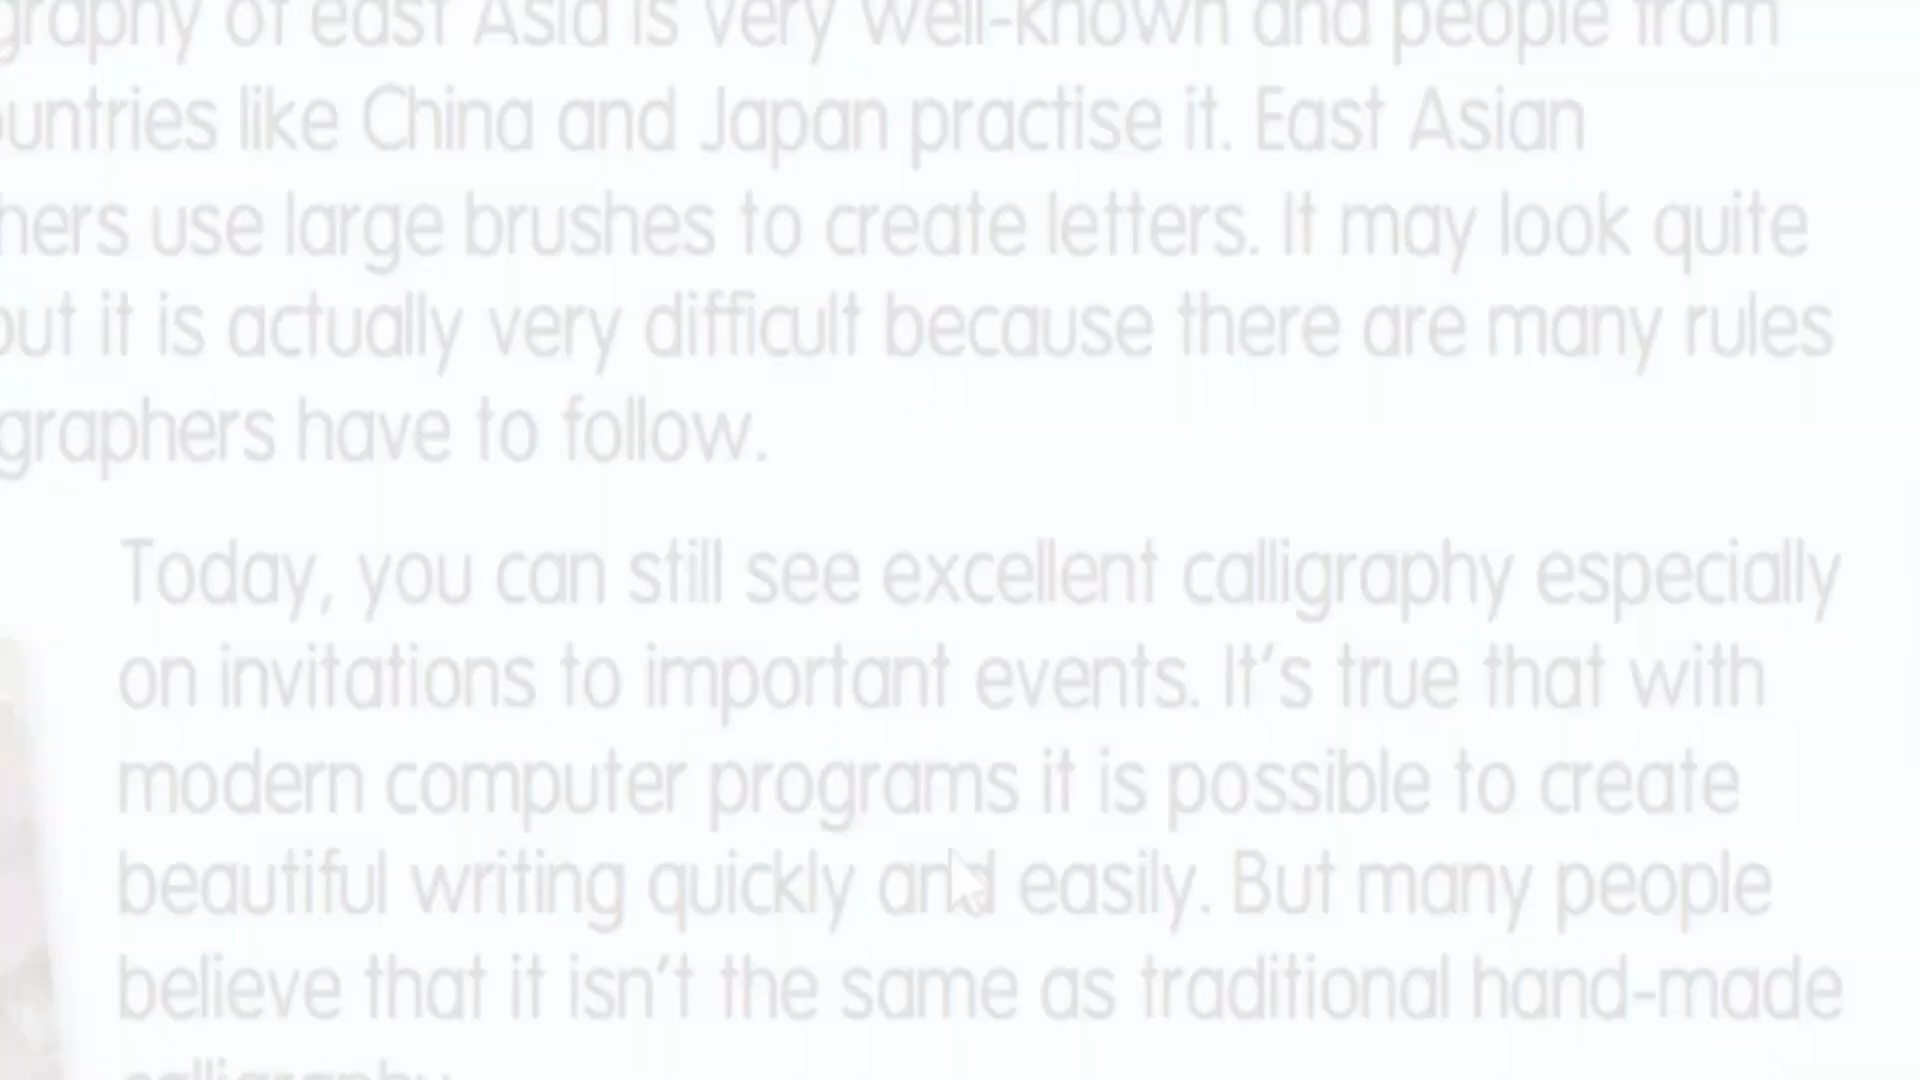 graphy of east Asia is very well-known and people from
ountries like China and Japan practise it. East Asian
hers use large brushes to create letters. It may look quite
out it is actually very difficult because there are many rules
graphers have to follow.
Today, you can still see excellent calligraphy especially
on invitations to important events. It's true that with
modern computer programs it is possible to create
beautiful writing quickly and easily. But many people
believe that it isn't the same as traditional hand-made
calligraphy.